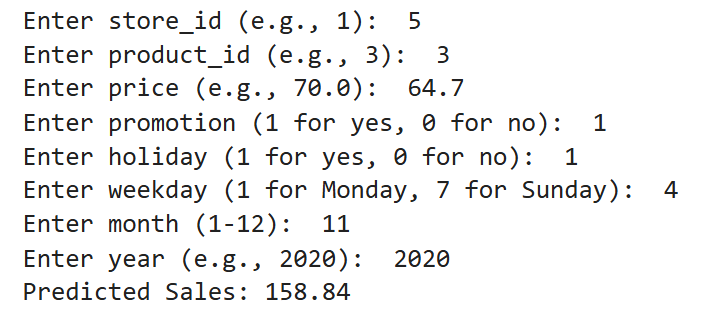 Enter store_id (e.g., 1):  5
Enter product_id (e.g., 3):  3
Enter price (e.g., 70.0):  64.7
Enter promotion (1 for yes, 0 for no):  1
Enter holiday (1 for yes, 0 for no):  1
Enter weekday (1 for Monday, 7 for Sunday):  4
Enter month (1-12):  11
Enter year (e.g., 2020):  2020
Predicted Sales: 158.84